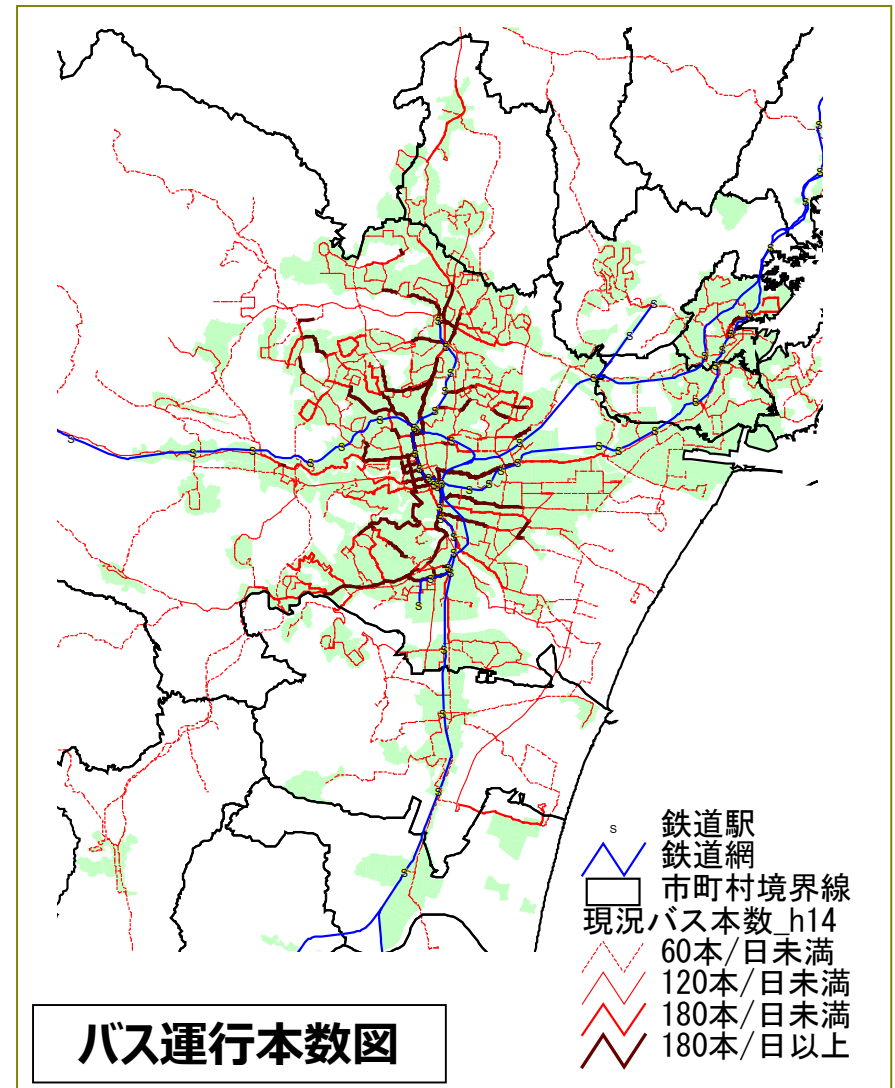 s 鉄道駅
鉄道網
市町村境界線
現況バス本数_h14
60本/日未満
120本/日未満
180本/日未満
180本/日以上
バス運行本数図